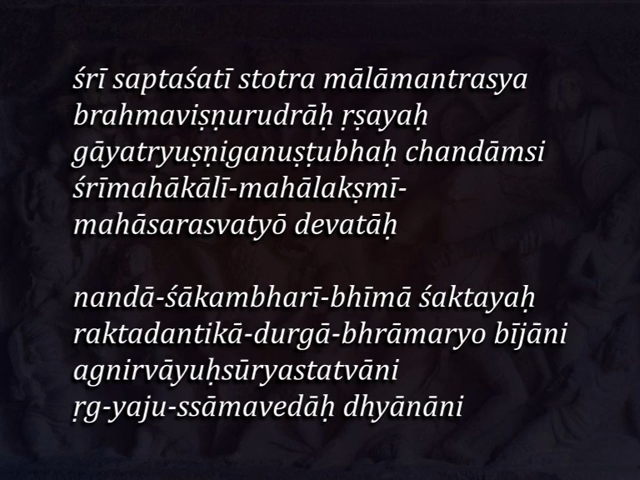 śrī saptaśatī stotra mālāmantrasya
brahmaviṣṇurudrāḥ ṛṣayaḥ
gāyatryuṣṇiganuṣṭubhaḥ chandāmsi
śrīmahākālī-mahālakṣmī-
mahāsarasvatyō devatāḥ
nandā-śākambharī-bhīmā śaktayaḥ
raktadantikā-durgā-bhrāmaryo bījāni
agnirvāyuḥsūryastatvāni
ṛg-yaju-ssāmavedāḥ dhyānāni